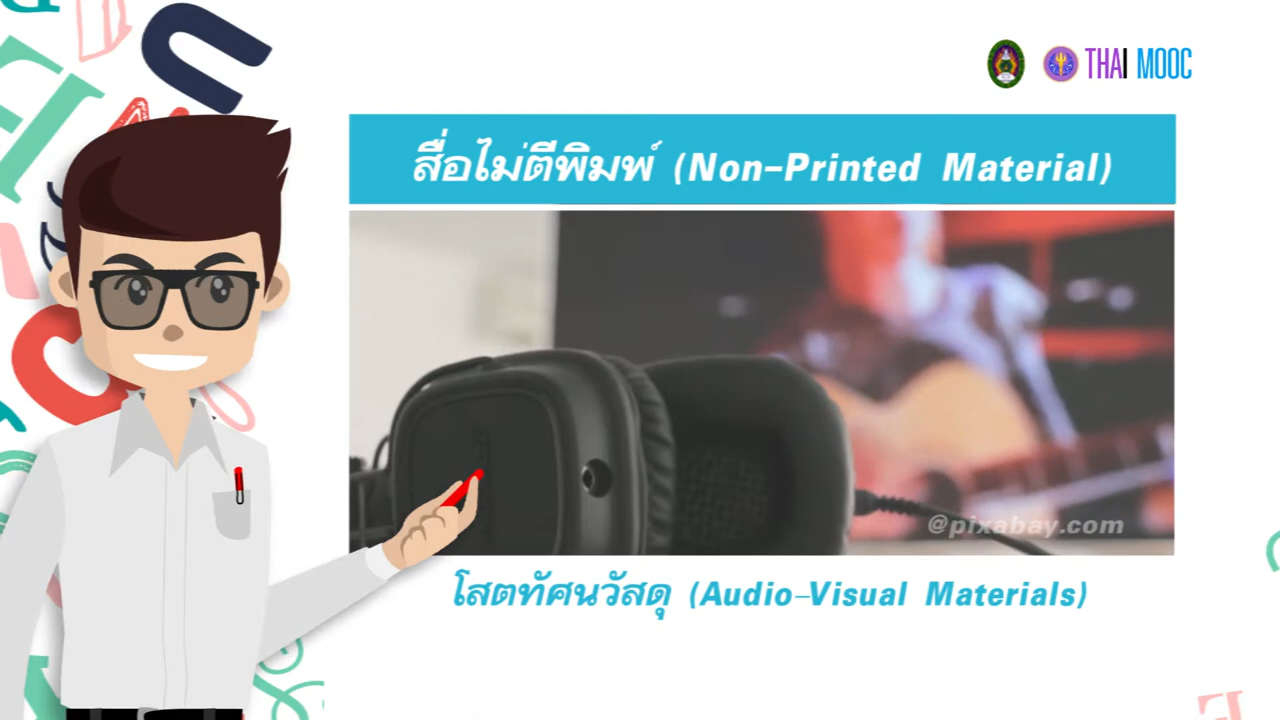 THAI MOOC
สื่อไม่ตีพิมพ์ (Non-Printed Material)
@pixabay.com
โสตทัศนวัสดุ (Audio-Visual Materials)